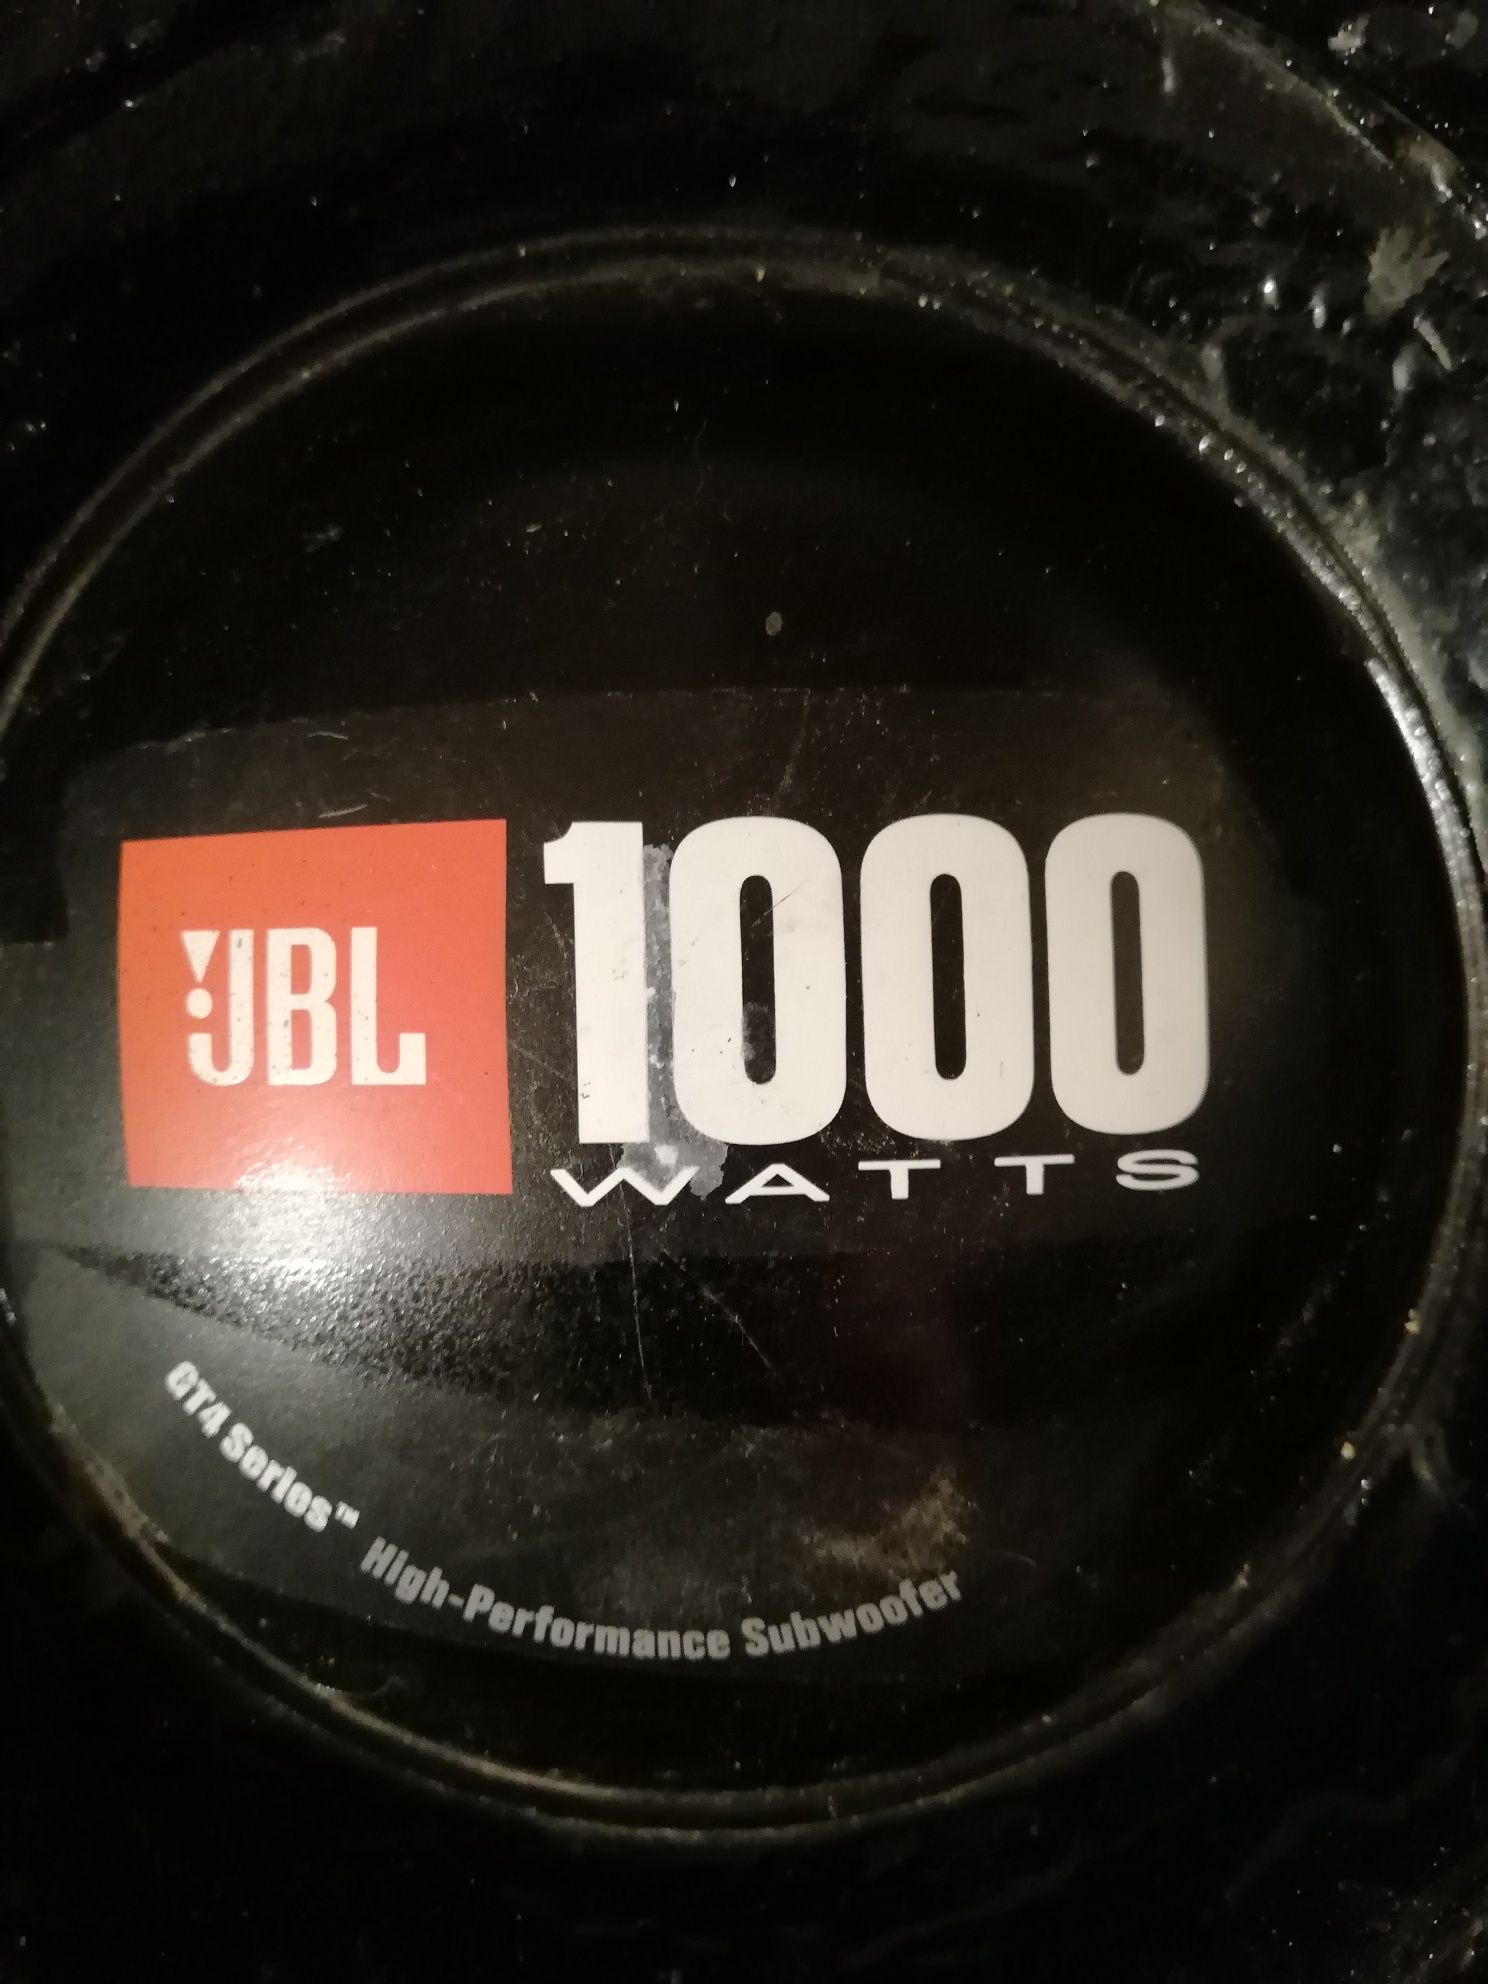 JBL
1000
WATTS
GT4 Series™ High-Performance Subwoofer